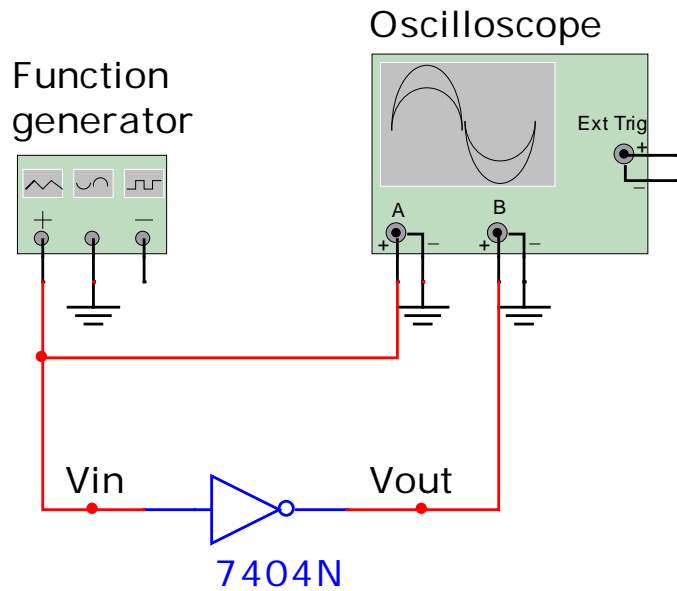 Oscilloscope
Function
generator
Ext Trig
+
−
+ −
A B
+ − + −
Vin Vout
7404N